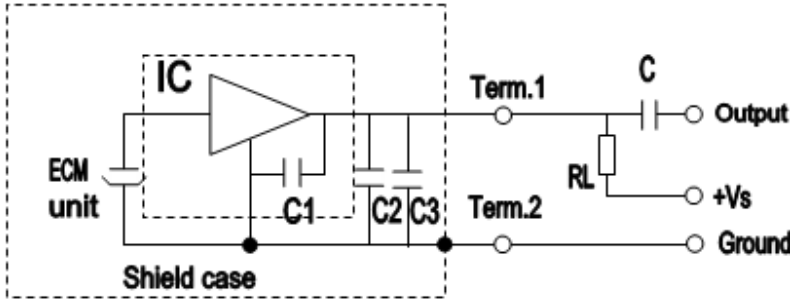 IC
Term.1
C
Output
ECM
unit
C1
C2
C3
RL
+Vs
Term.2
Ground
Shield case